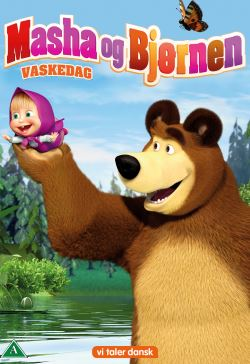 Masha og Bjørnen
VASKEDAG
A
vi taler dansk